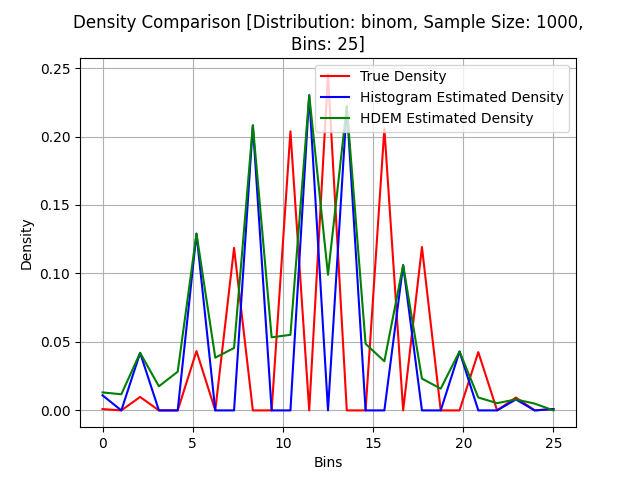 Density Comparison [Distribution: binom, Sample Size: 1000,
Bins: 25]
True Density
Histogram Estimated Density
HDEM Estimated Density
Density
0.25
0.20
0.15
0.10
0.05
0.00
0 5 10 15 20 25
Bins